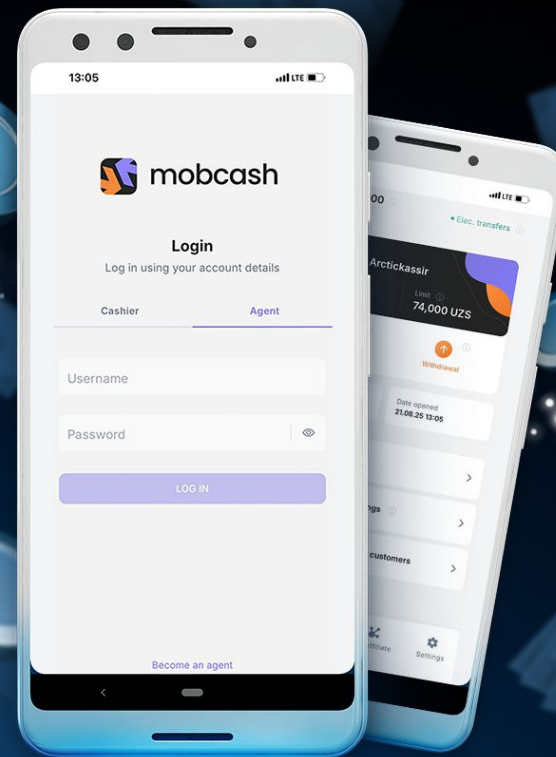 13:05
LTE
mobcash
Login
Log in using your account details
Cashier
Agent
Username
Password
LOG IN
Become an agent
LTE
00
• Elec. transfers
Arctickassir
Limit
74,000 UZS
Withdrawal
Date opened
21.08.25 13:05
customers
Settings